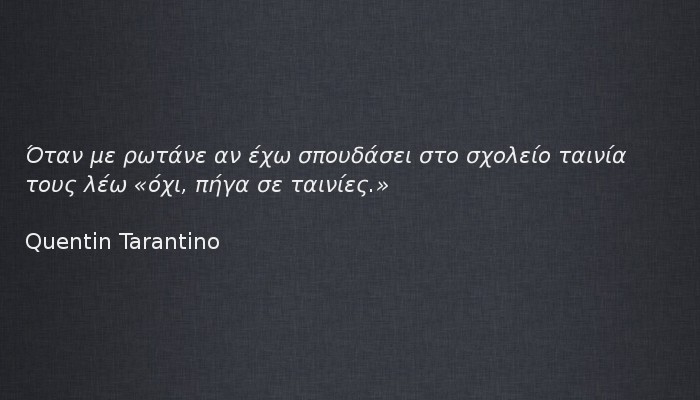 Όταν με ρωτάνε αν έχω σπουδάσει στο σχολείο ταινία
τους λέω «όχι, πήγα σε ταινίες.»
Quentin Tarantino